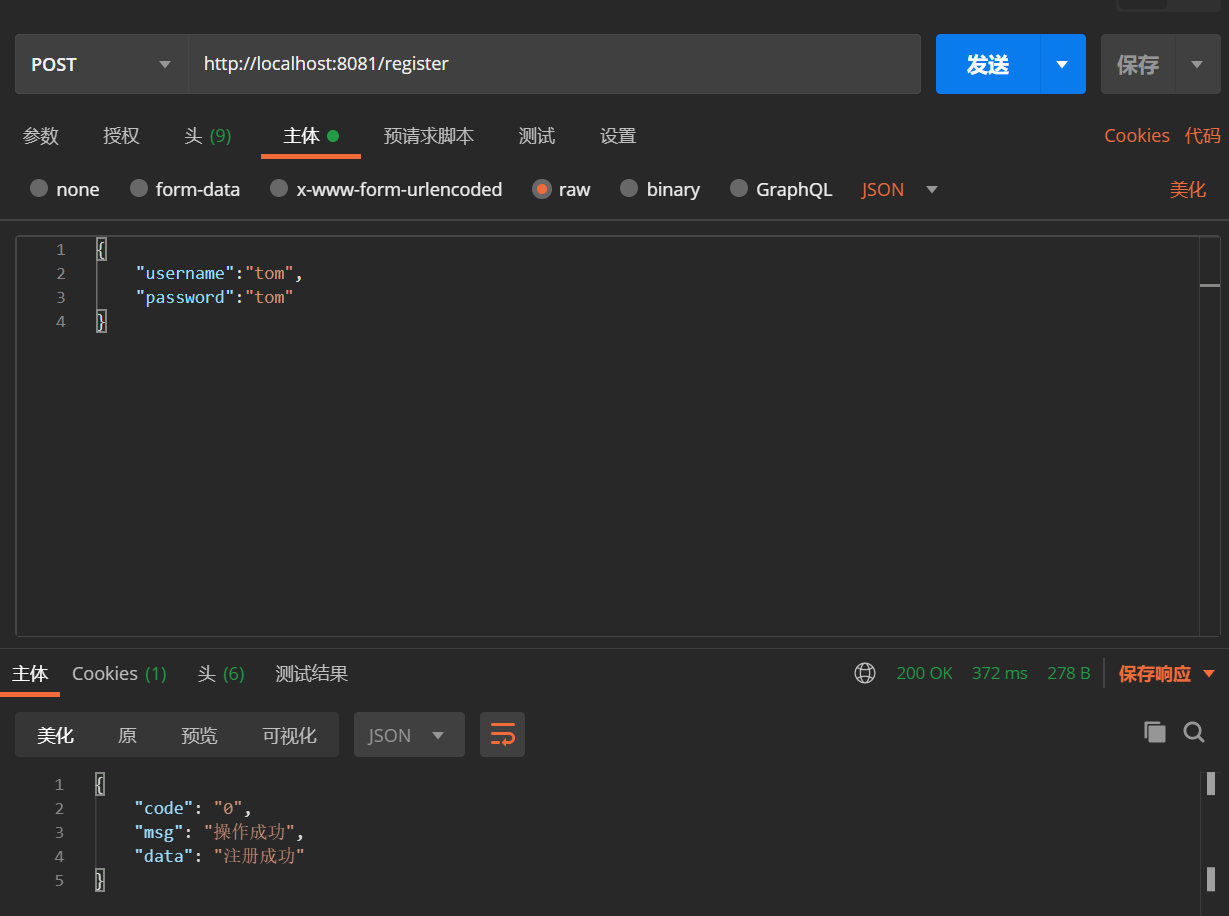 POST http://localhost:8081/register 发送 保存
参数 授权 头 (9) 主体 预请求脚本 测试 设置 Cookies 代码
none form-data x-www-form-urlencoded raw binary GraphQL JSON 美化
1 {
2 "username":"tom",
3 "password":"tom"
4 }
主体 Cookies (1) 头 (6) 测试结果 200 OK 372 ms 278 B 保存响应
美化 原 预览 可视化 JSON
1 {
2 "code": "0",
3 "msg": "操作成功",
4 "data": "注册成功"
5 }